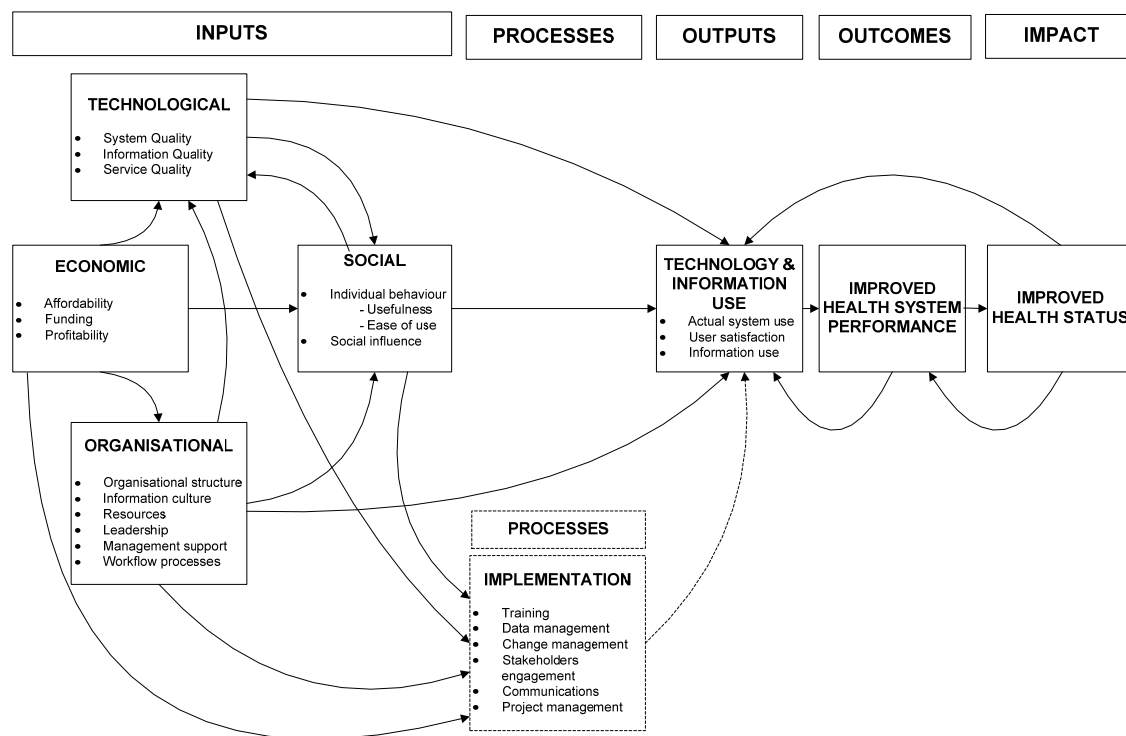 INPUTS
PROCESSES
OUTPUTS
OUTCOMES
IMPACT
TECHNOLOGICAL
• System Quality
• Information Quality
• Service Quality
ECONOMIC
• Affordability
• Funding
• Profitability
SOCIAL
• Individual behaviour
- Usefulness
- Ease of use
• Social influence
TECHNOLOGY &
INFORMATION
USE
• Actual system use
• User satisfaction
• Information use
IMPROVED
HEALTH SYSTEM
PERFORMANCE
IMPROVED
HEALTH STATUS
ORGANISATIONAL
• Organisational structure
• Information culture
• Resources
• Leadership
• Management support
• Workflow processes
PROCESSES
IMPLEMENTATION
• Training
• Data management
• Change management
• Stakeholders
engagement
• Communications
• Project management